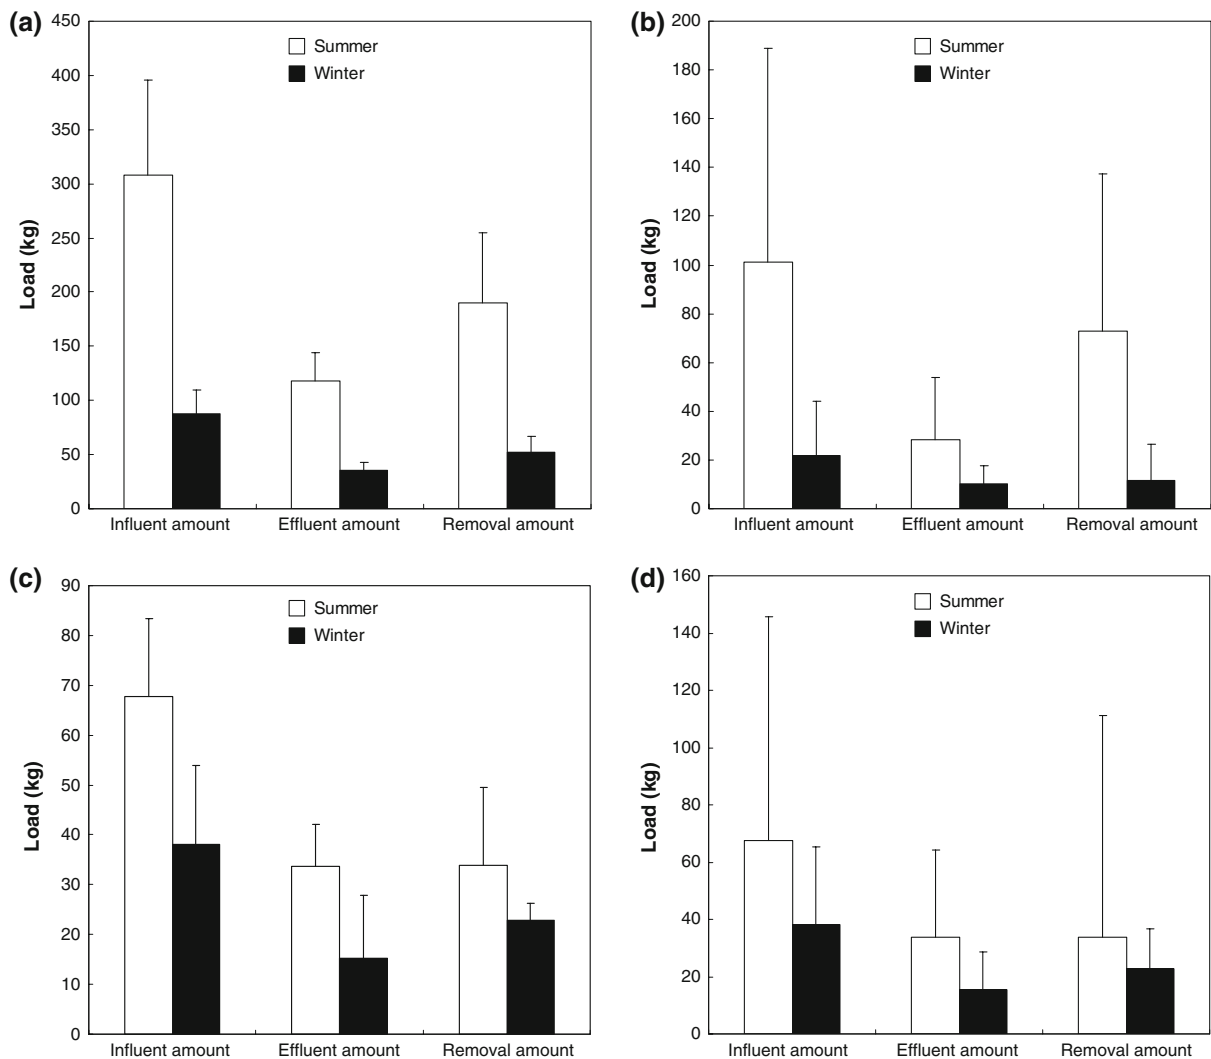 (a)
450
400
350
300
250
200
150
100
50
0
Load (kg)
Summer
Winter
Influent amount Effluent amount Removal amount
(b)
200
180
160
140
120
100
80
60
40
20
0
Load (kg)
Summer
Winter
Influent amount Effluent amount Removal amount
(c)
90
80
70
60
50
40
30
20
10
0
Load (kg)
Summer
Winter
Influent amount Effluent amount Removal amount
(d)
160
140
120
100
80
60
40
20
0
Load (kg)
Summer
Winter
Influent amount Effluent amount Removal amount